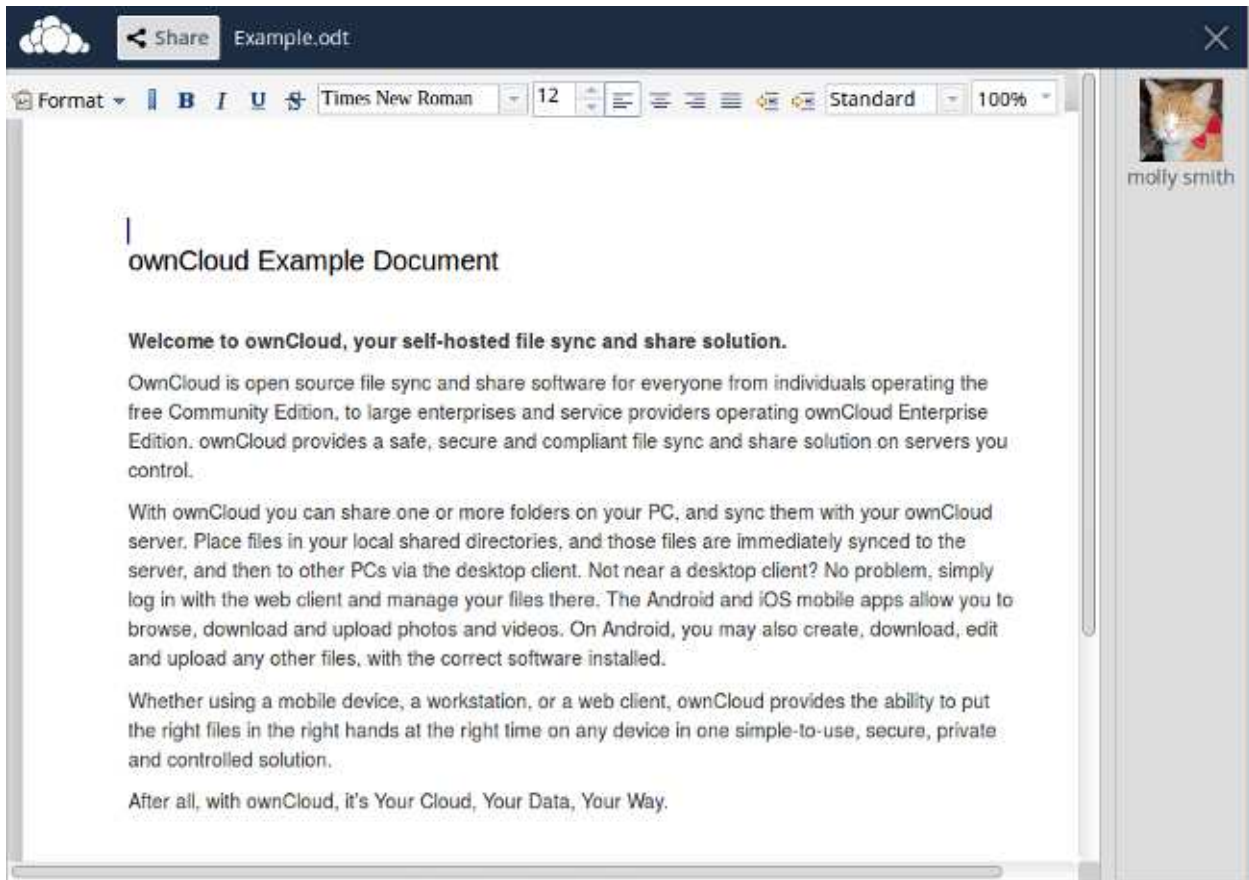 Share Example.odt
Format B I U S Times New Roman 12 Standard 100%
molly smith
ownCloud Example Document
Welcome to ownCloud, your self-hosted file sync and share solution.
OwnCloud is open source file sync and share software for everyone from individuals operating the
free Community Edition, to large enterprises and service providers operating ownCloud Enterprise
Edition. ownCloud provides a safe, secure and compliant file sync and share solution on servers you
control.
With ownCloud you can share one or more folders on your PC, and sync them with your ownCloud
server. Place files in your local shared directories, and those files are immediately synced to the
server, and then to other PCs via the desktop client. Not near a desktop client? No problem, simply
log in with the web client and manage your files there. The Android and iOS mobile apps allow you to
browse, download and upload photos and videos. On Android, you may also create, download, edit
and upload any other files, with the correct software installed.
Whether using a mobile device, a workstation, or a web client, ownCloud provides the ability to put
the right files in the right hands at the right time on any device in one simple-to-use, secure, private
and controlled solution.
After all, with ownCloud, it's Your Cloud, Your Data, Your Way.